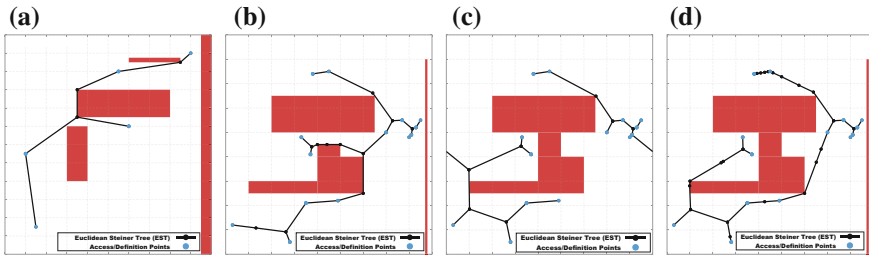 (a) (b) (c) (d)
Euclidean Steiner Tree (EST)
Access/Definition Points
Euclidean Steiner Tree (EST)
Access/Definition Points
Euclidean Steiner Tree (EST)
Access/Definition Points
Euclidean Steiner Tree (EST)
Access/Definition Points